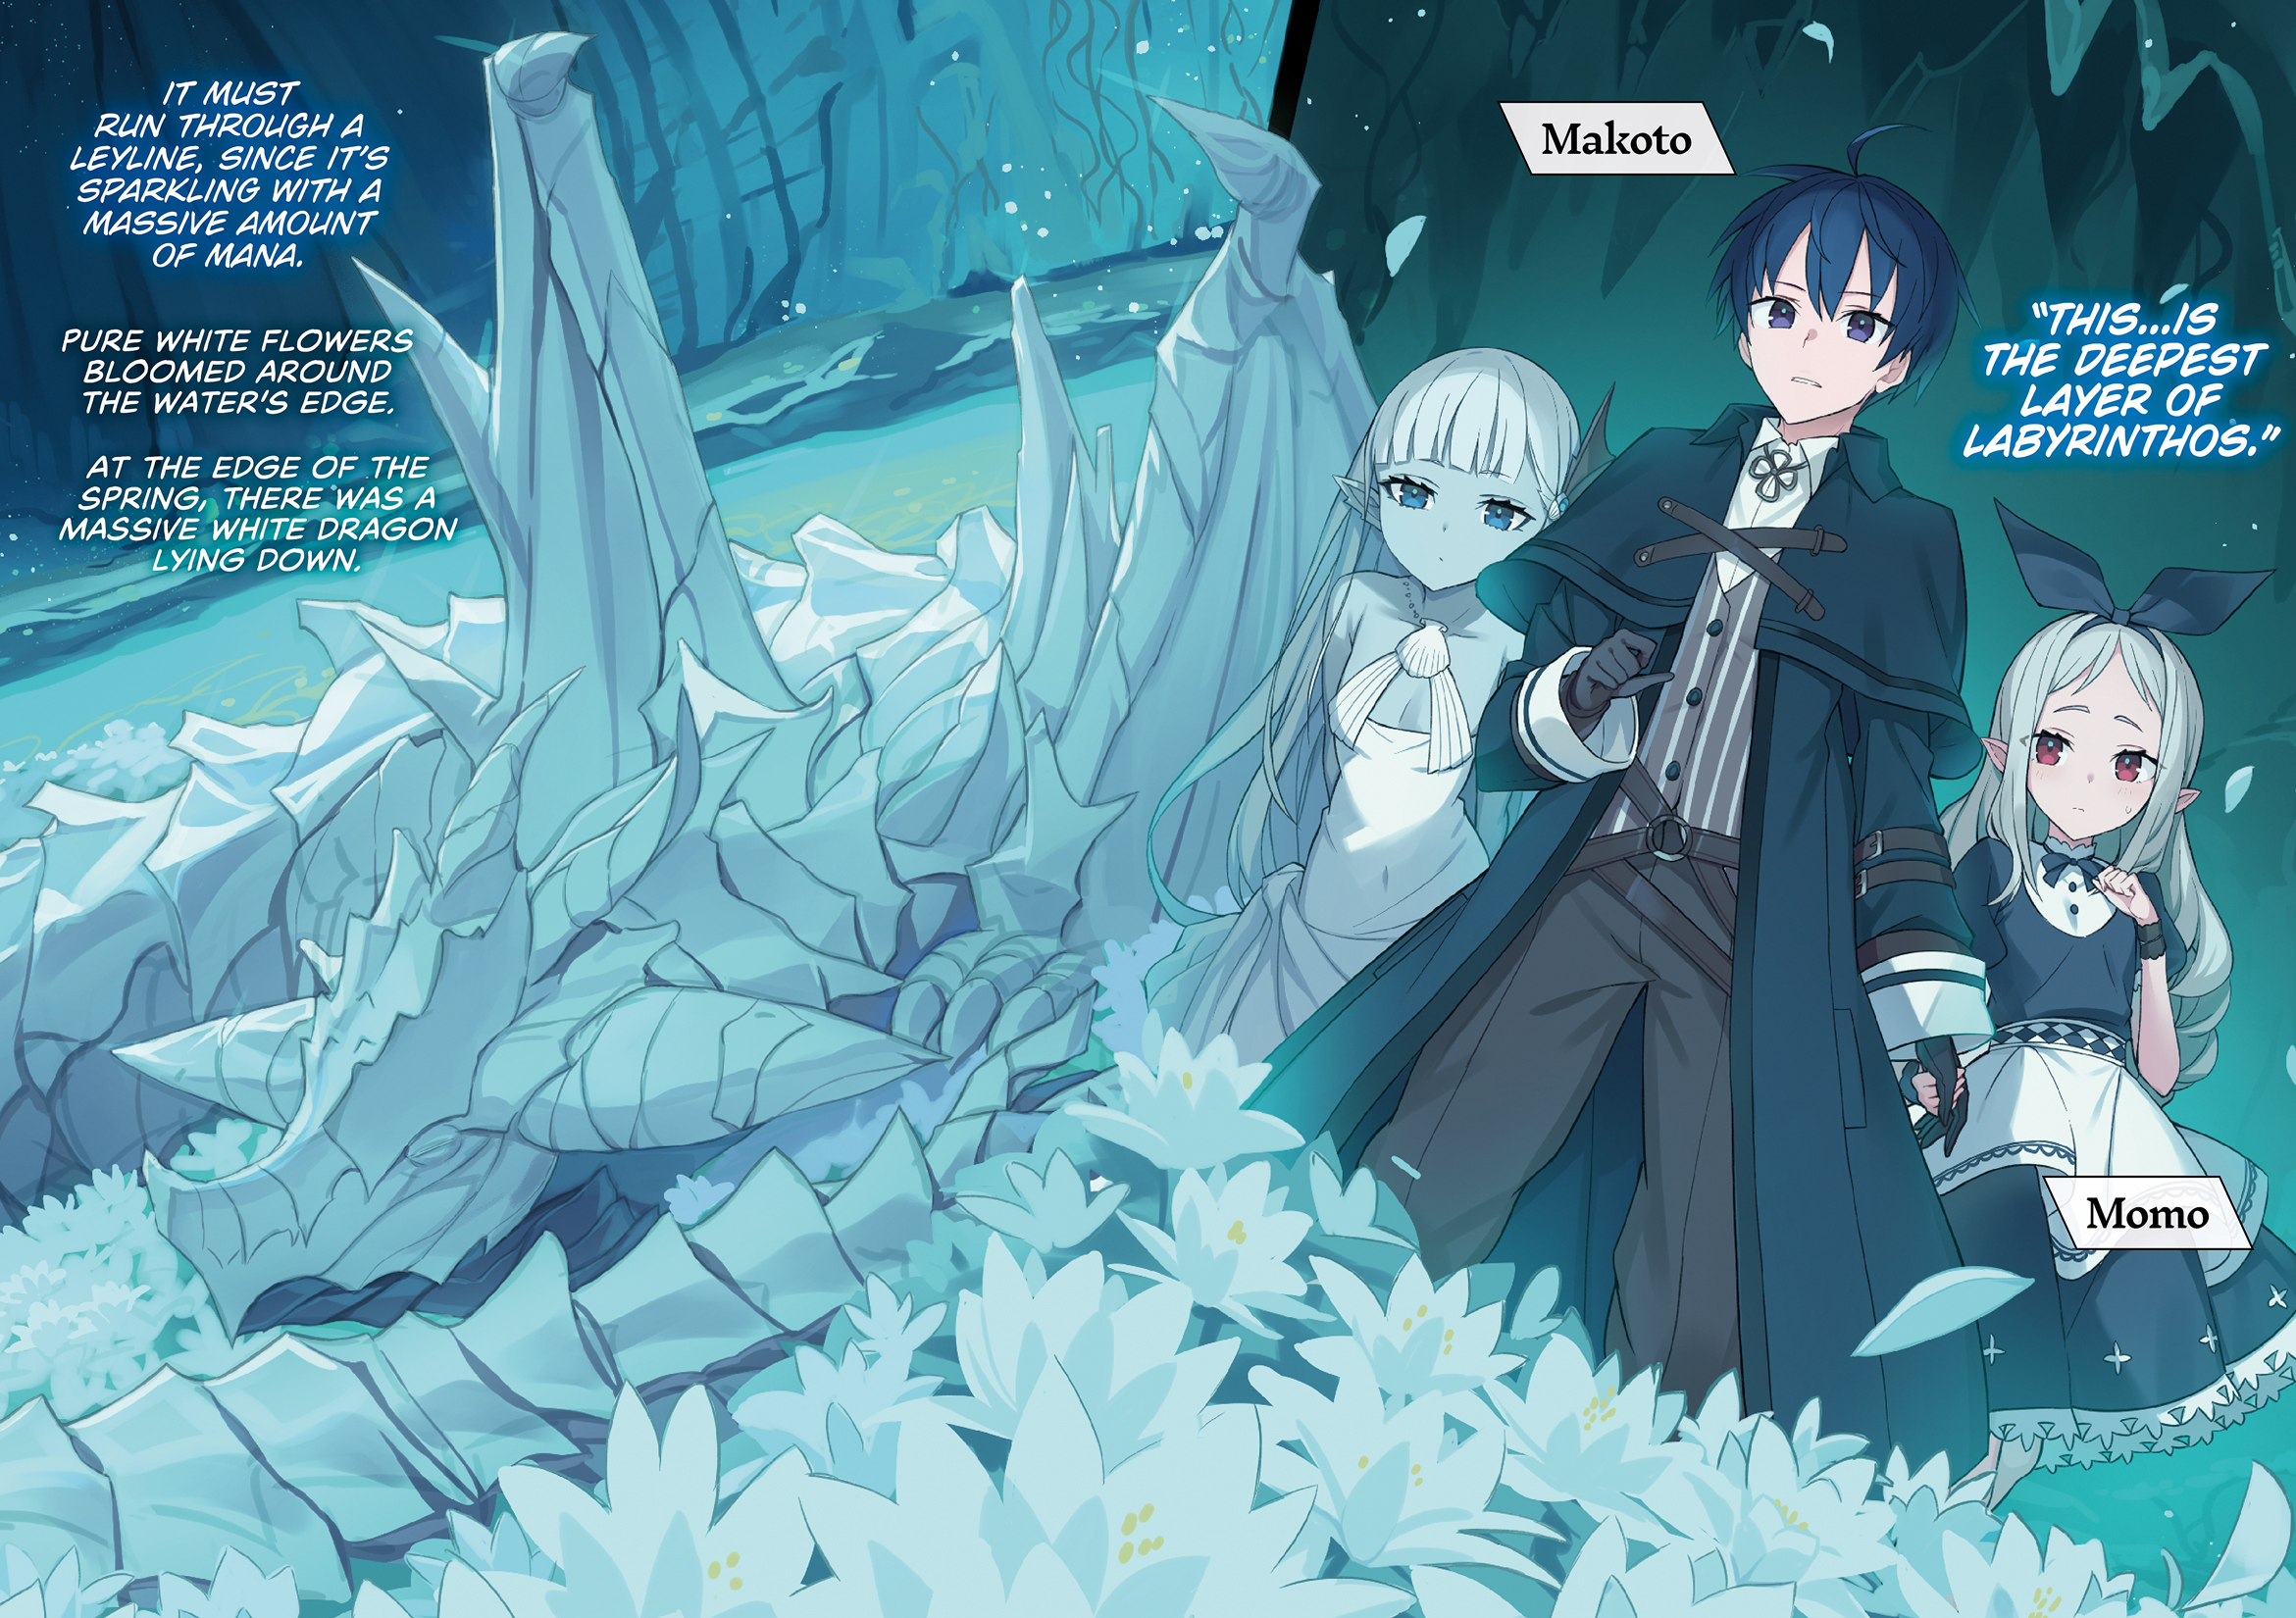 IT MUST
RUN THROUGH A
LEYLINE, SINCE IT'S
SPARKLING WITH A
MASSIVE AMOUNT
OF MANA.
PURE WHITE FLOWERS
BLOOMED AROUND
THE WATER'S EDGE.
AT THE EDGE OF THE
SPRING, THERE WAS A
MASSIVE WHITE DRAGON
LYING DOWN.
Makoto
"THIS...IS
THE DEEPEST
LAYER OF
LABYRINTHOS."
Momo